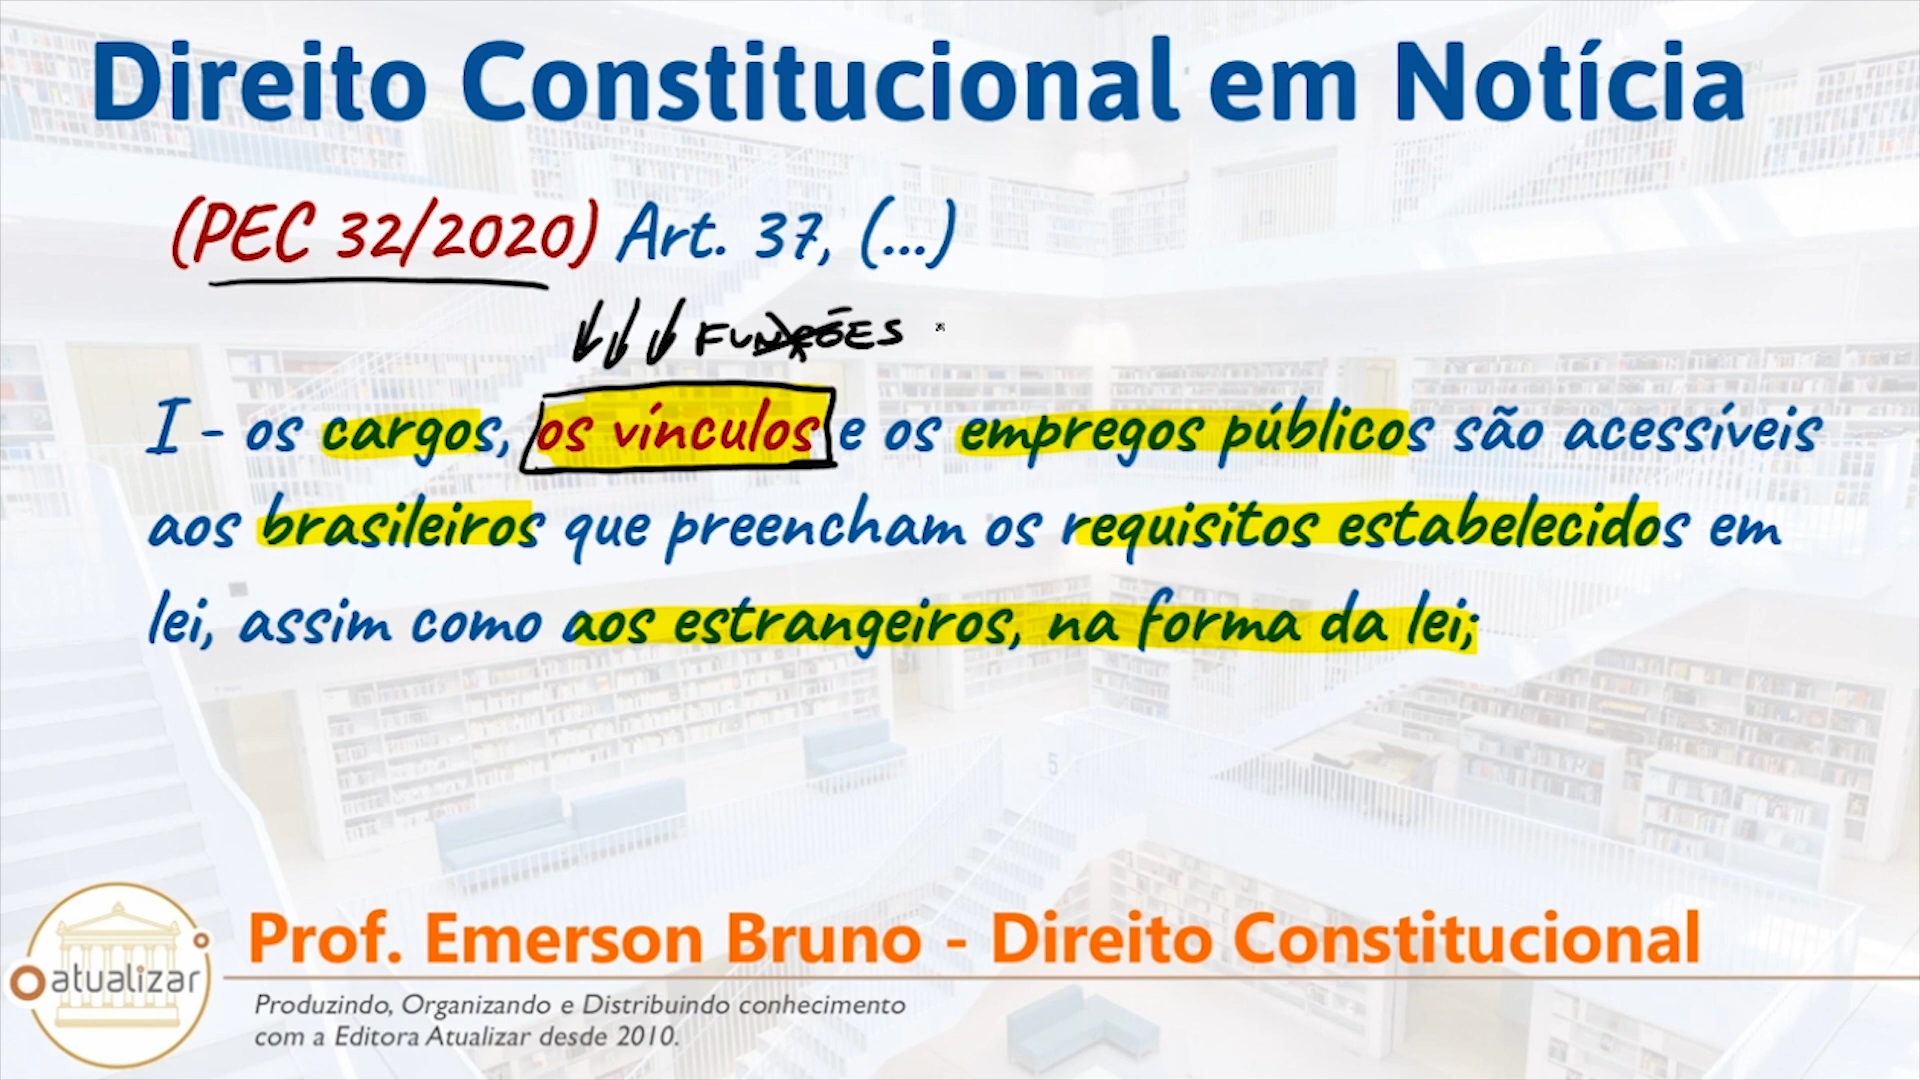 Direito Constitucional em Notícia
(PEC 32/2020) Art. 37, (...)
FUNÇÕES
I - os cargos, os vínculos e os empregos públicos são acessíveis
aos brasileiros que preencham os requisitos estabelecidos em
lei, assim como aos estrangeiros, na forma da lei;
5
Prof. Emerson Bruno - Direito Constitucional
atualizar
Produzindo, Organizando e Distribuindo conhecimento
com a Editora Atualizar desde 2010.